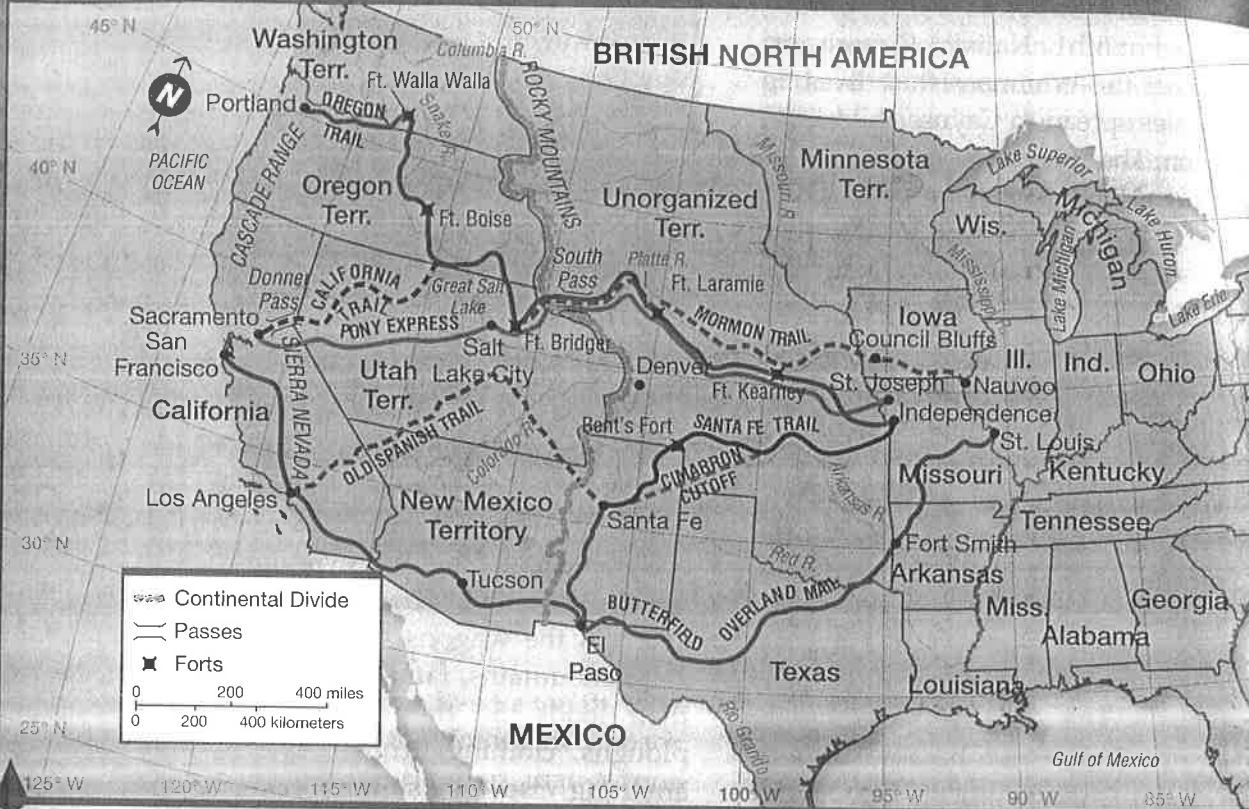 45° N
50° N
Washington
Terr.
Columbia R.
BRITISH NORTH AMERICA
N
Ft. Walla Walla
Portland
OREGON
TRAIL
Snake R.
ROCKY MOUNTAINS
PACIFIC
OCEAN
40° N
CASCADE RANGE
Oregon
Terr.
Ft. Boise
Unorganized
Terr.
Missouri R.
Minnesota
Terr.
Lake Superior
Wis.
Michigan
Lake Michigan
Lake Huron
Lake Erie
Mississippi R.
Donner
Pass
CALIFORNIA
TRAIL
Great Salt
Lake
South
Pass
Platte R.
Ft. Laramie
MORMON TRAIL
Iowa
Council Bluffs
Sacramento
San
Francisco
PONY EXPRESS
Salt
Lake City
Ft. Bridger
Denver
Ft. Kearney
St. Joseph
Nauvoo
Independence
Ill.
Ind.
Ohio
35° N
SIERRA NEVADA
California
Utah
Terr.
OLD SPANISH TRAIL
Colorado R.
Bent's Fort
SANTA FE TRAIL
CIMARRON
CUTOFF
Arkansas R.
St. Louis
Missouri
Kentucky
Los Angeles
New Mexico
Territory
Santa Fe
Tennessee
30° N
Red R.
Fort Smith
Arkansas
Tucson
BUTTERFIELD OVERLAND MAIL
Miss.
Alabama
Georgia
El
Paso
Texas
Louisiana
Continental Divide
Passes
Forts
0 200 400 miles
0 200 400 kilometers
MEXICO
Rio Grande
Gulf of Mexico
25° N
125° W
120° W
115° W
110° W
105° W
100° W
95° W
90° W
85° W